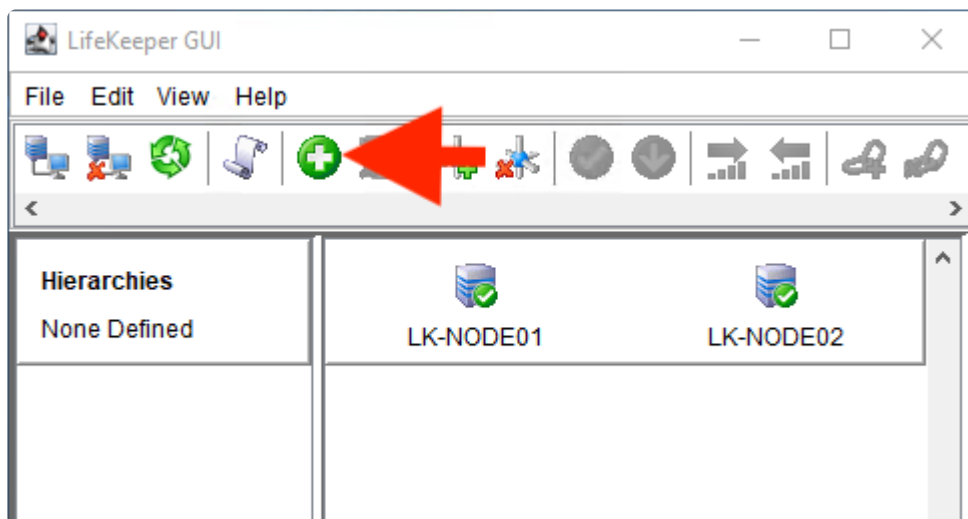 LifeKeeper GUI
File Edit View Help
Hierarchies
None Defined
LK-NODE01
LK-NODE02